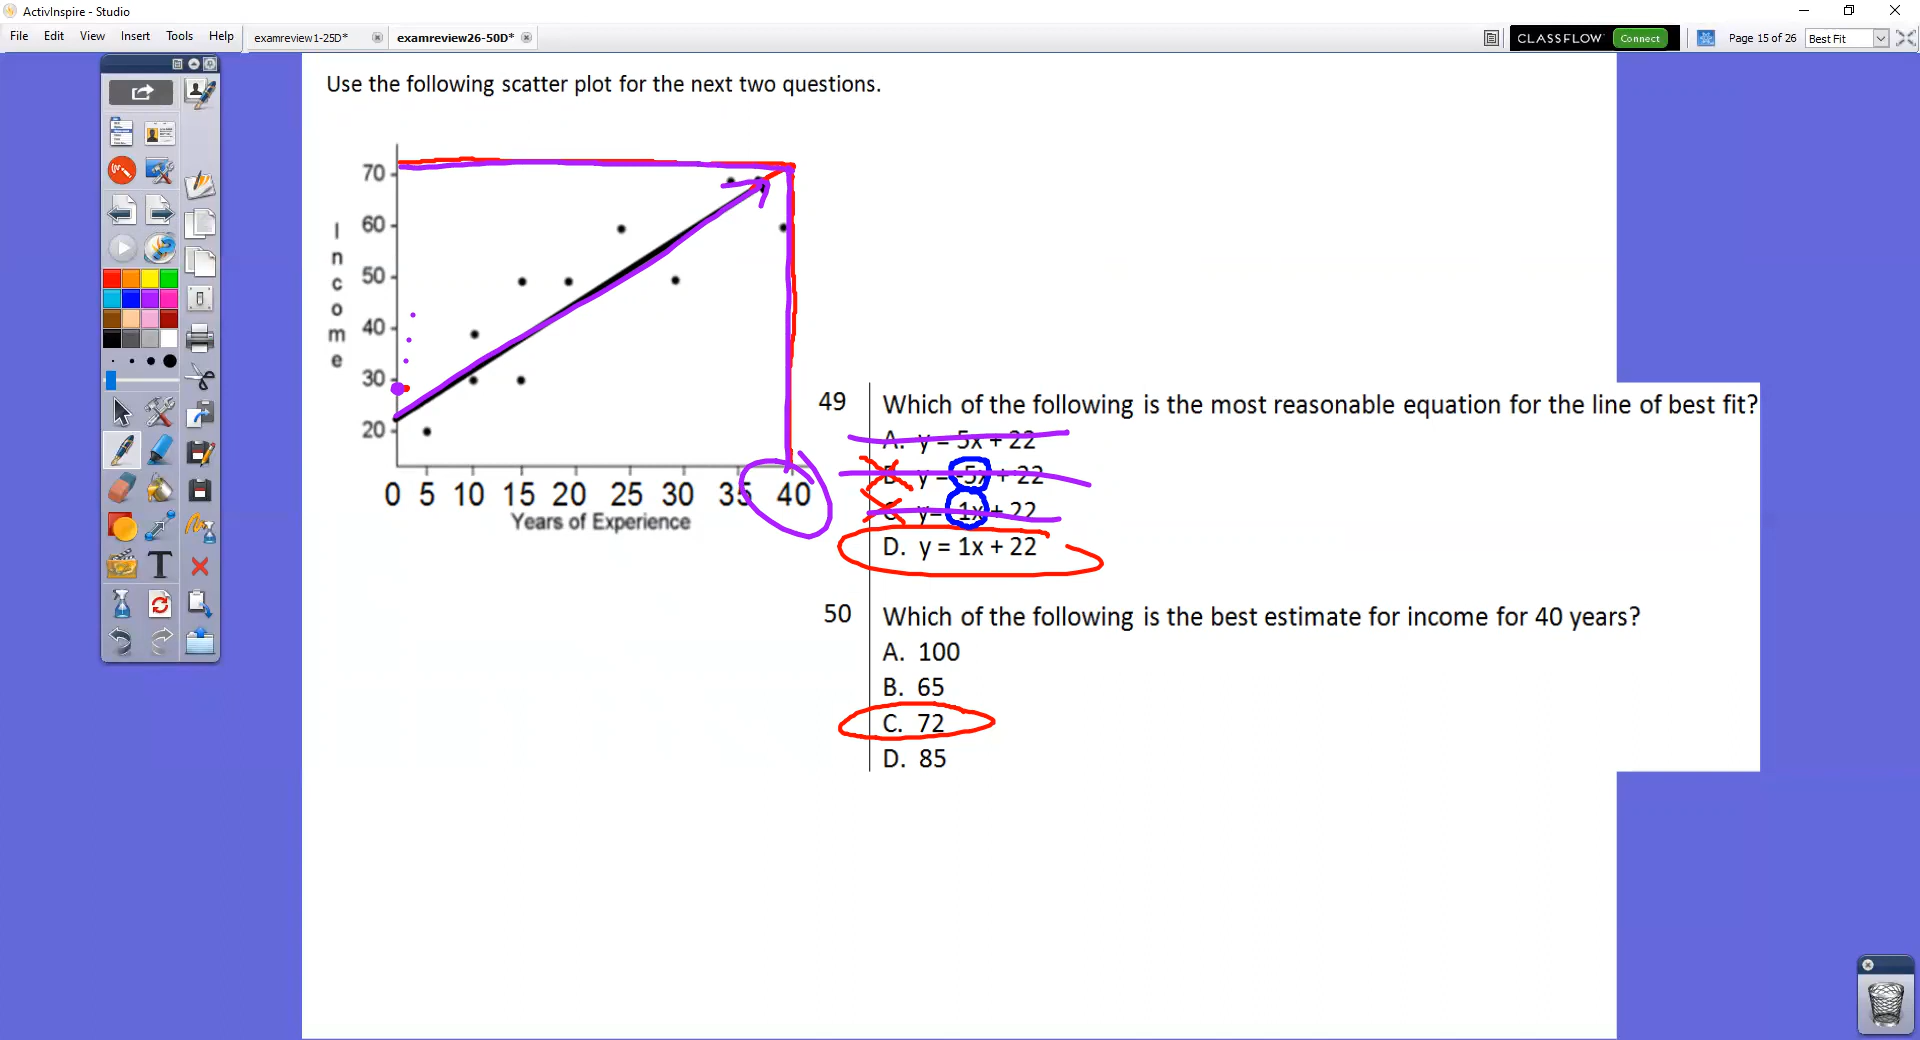 ActivInspire - Studio
File Edit View Insert Tools Help
examreview1-25D*
examreview26-50D*
CLASSFLOW Connect
Page 15 of 26
Best Fit
Use the following scatter plot for the next two questions.
70
60
50
40
30
20
Income
0 5 10 15 20 25 30 35 40
Years of Experience
49 Which of the following is the most reasonable equation for the line of best fit?
A. y = 5x + 22
B. y = -5x + 22
C. y= -1x + 22
D. y = 1x + 22
50 Which of the following is the best estimate for income for 40 years?
A. 100
B. 65
C. 72
D. 85
T